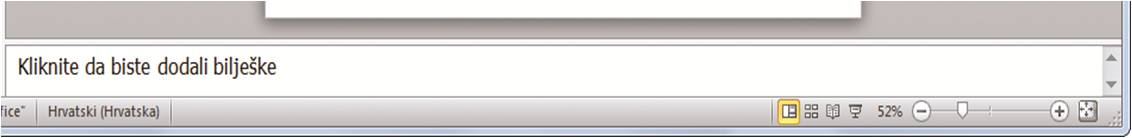 Kliknite da biste dodali bilješke
fice" Hrvatski (Hrvatska) 52%